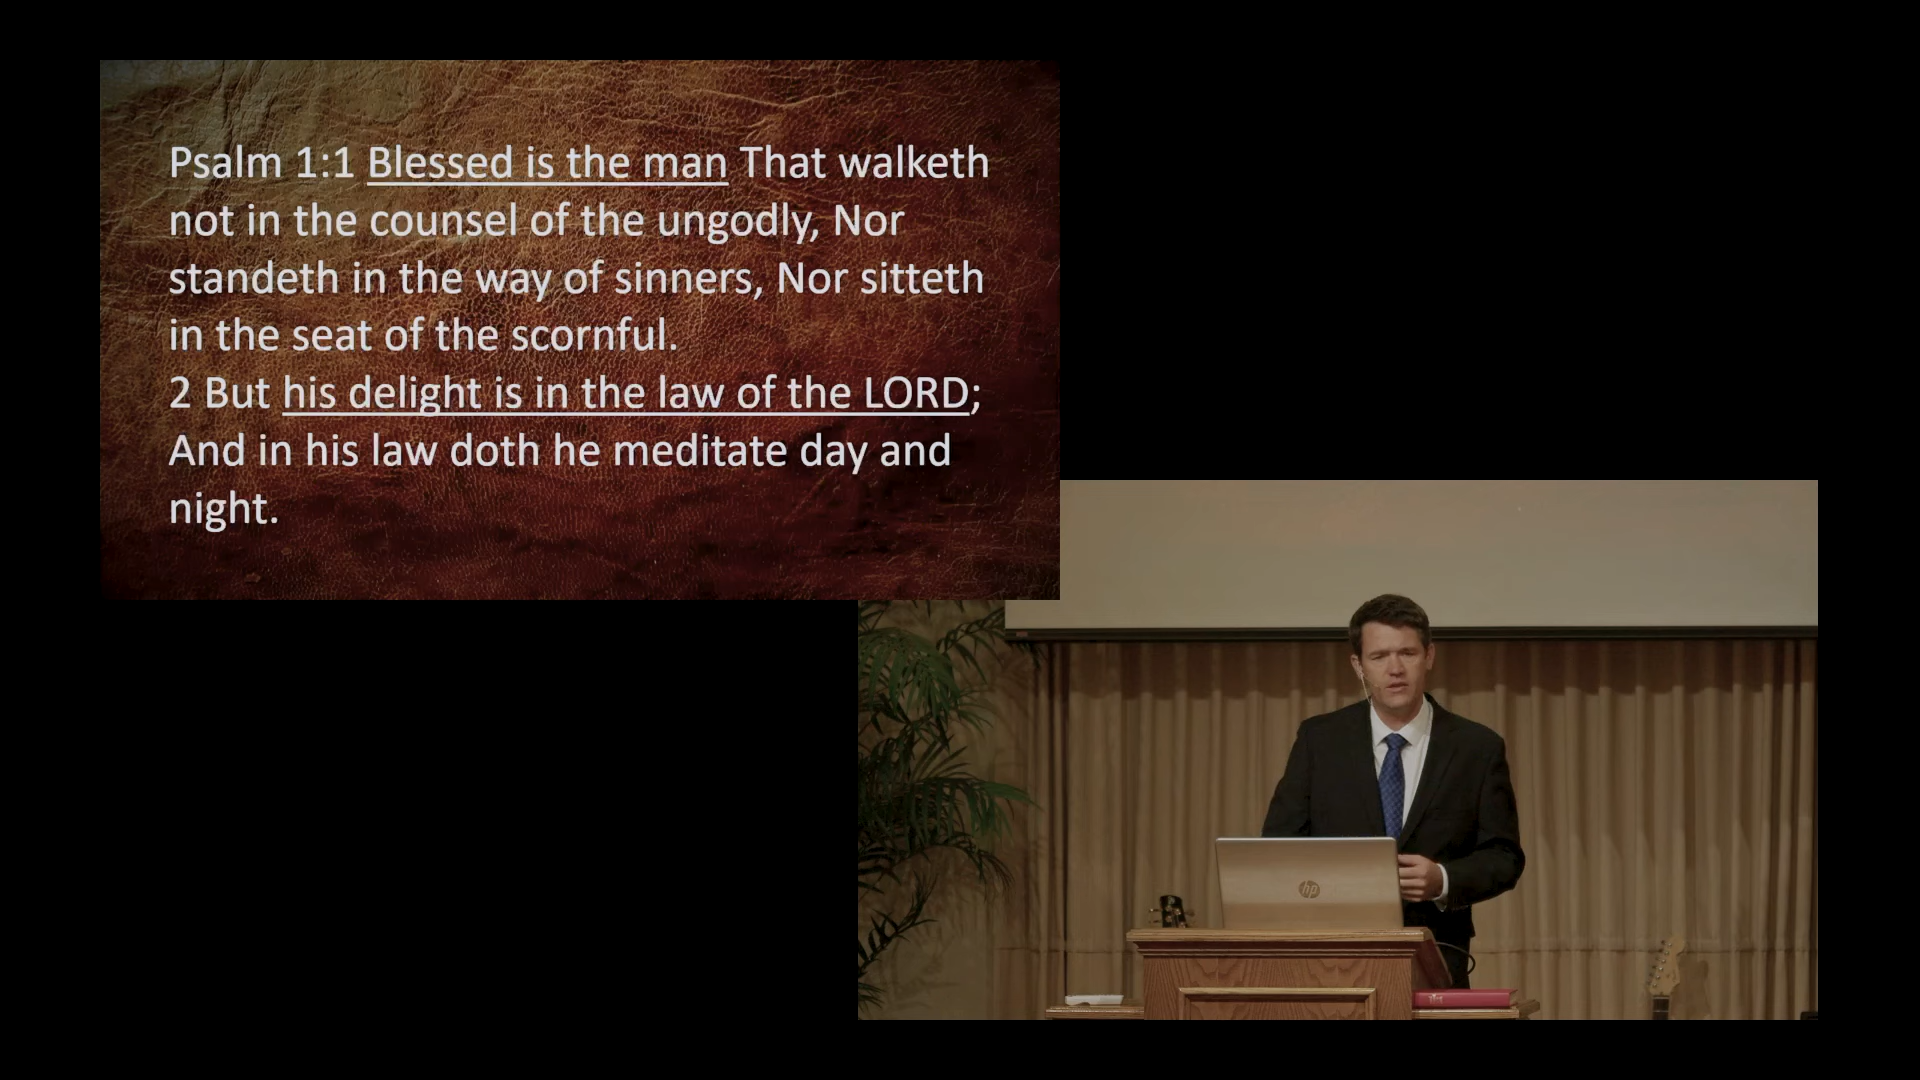 Psalm 1:1 Blessed is the man That walketh
not in the counsel of the ungodly, Nor
standeth in the way of sinners, Nor sitteth
in the seat of the scornful.
2 But his delight is in the law of the LORD;
And in his law doth he meditate day and
night.
hp